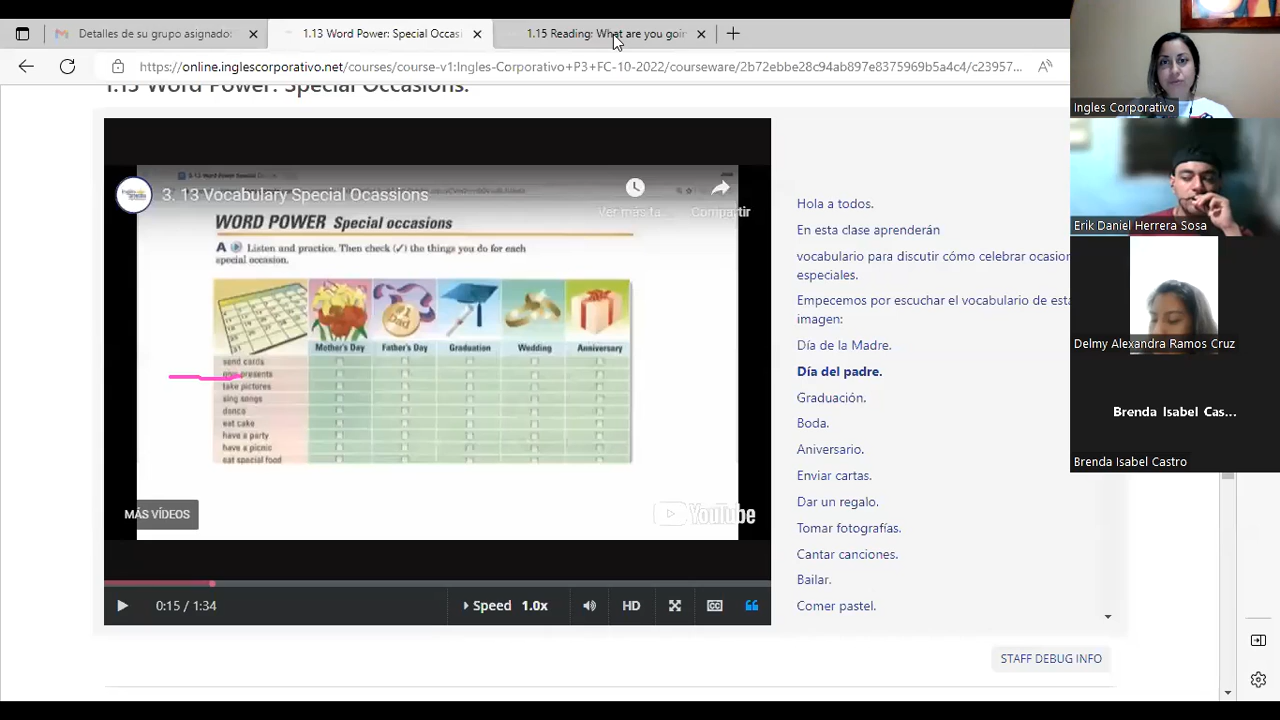 Detalles de su grupo asignado:
1.13 Word Power: Special Occas
1.15 Reading: What are you goin
https://online.inglescorporativo.net/courses/course-v1:Ingles-Corporativo+P3+FC-10-2022/courseware/2b72ebbe28c94ab897e8375969b5a4c4/c23957...
1.13 Word Power: Special Occasions.
3. 13 Vocabulary Special Ocassions
Ver más ta...
Compartir
WORD POWER Special occasions
A Listen and practice. Then check (✓) the things you do for each
special occasion.
Mother's Day Father's Day Graduation Wedding Anniversary
send cards
give presents
take pictures
sing songs
dance
eat cake
have a party
have a picnic
eat special food
MÁS VÍDEOS
YouTube
0:15 / 1:34
Speed 1.0x
HD
Hola a todos.
En esta clase aprenderán
vocabulario para discutir cómo celebrar ocasion
especiales.
Empecemos por escuchar el vocabulario de esta
imagen:
Día de la Madre.
Día del padre.
Graduación.
Boda.
Aniversario.
Enviar cartas.
Dar un regalo.
Tomar fotografías.
Cantar canciones.
Bailar.
Comer pastel.
STAFF DEBUG INFO
Ingles Corporativo
Erik Daniel Herrera Sosa
Delmy Alexandra Ramos Cruz
Brenda Isabel Cas...
Brenda Isabel Castro